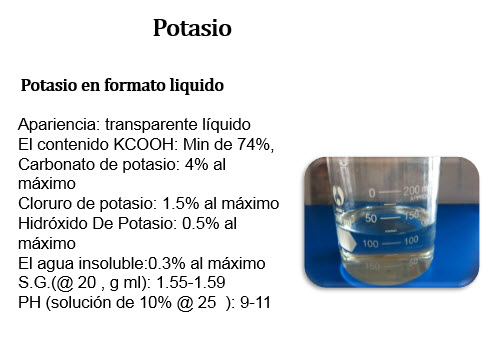 Potasio
Potasio en formato liquido
Apariencia: transparente líquido
El contenido KCOOH: Min de 74%,
Carbonato de potasio: 4% al
máximo
Cloruro de potasio: 1.5% al máximo
Hidróxido De Potasio: 0.5% al
máximo
El agua insoluble:0.3% al máximo
S.G.(@ 20 , g ml): 1.55-1.59
PH (solución de 10% @ 25  ): 9-11
0 200 m
50 150
100 100
150 50